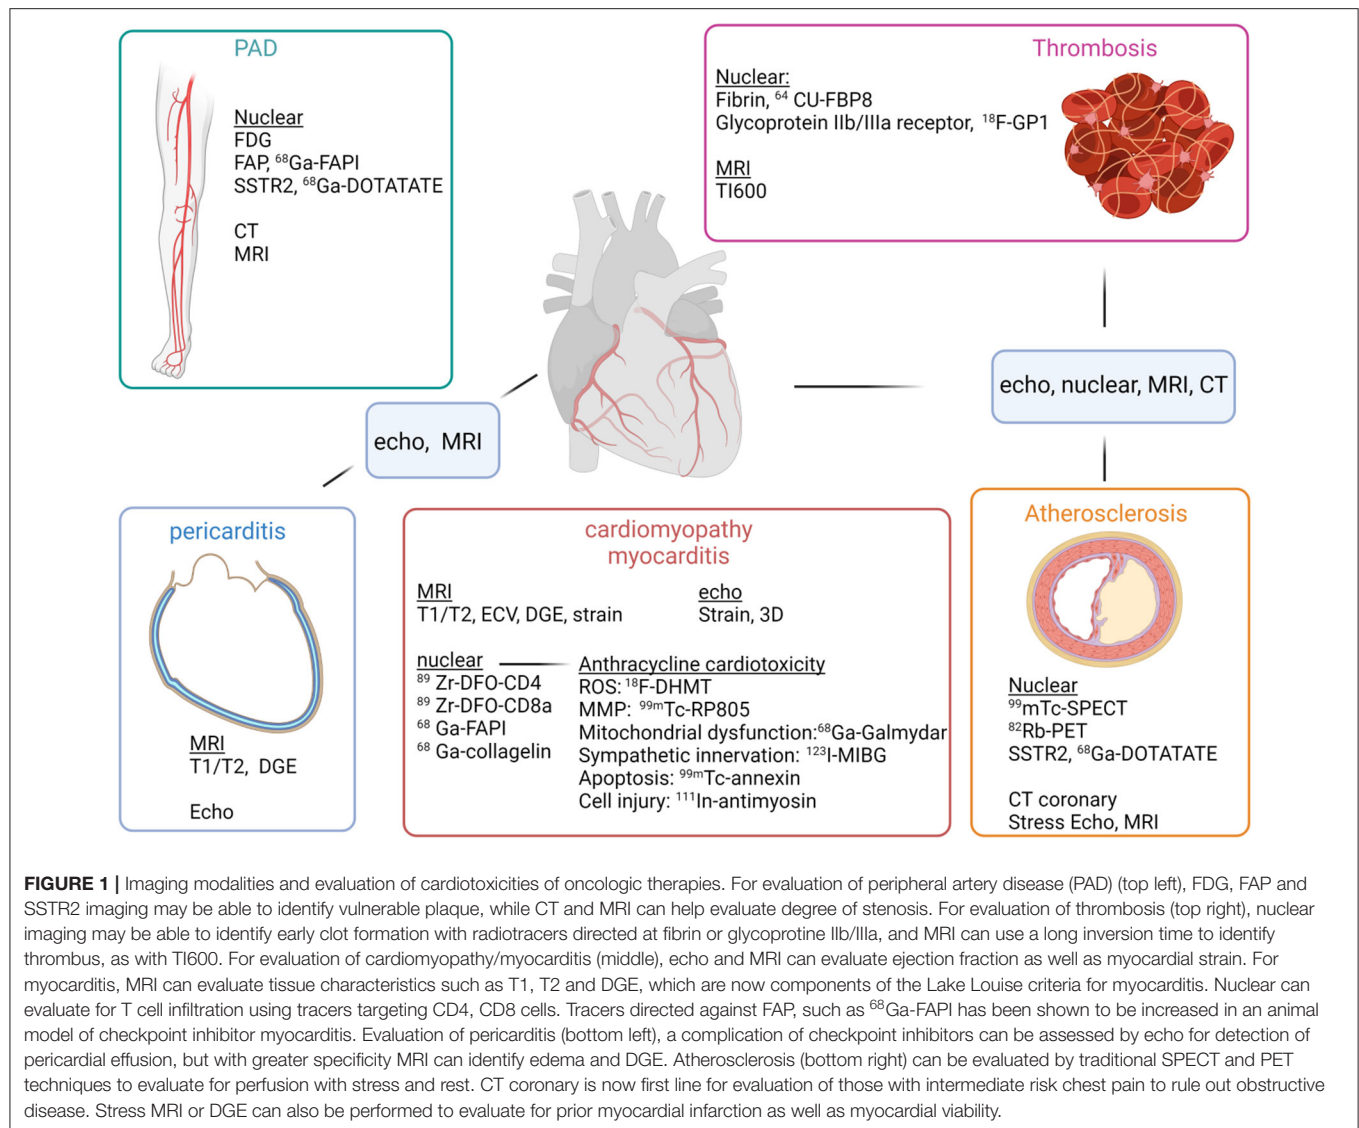 PAD
Nuclear
FDG
FAP, ⁶⁸Ga-FAPI
SSTR2, ⁶⁸Ga-DOTATATE
CT
MRI
Thrombosis
Nuclear:
Fibrin, ⁶⁴ CU-FBP8
Glycoprotein IIb/IIIa receptor, ¹⁸F-GP1
MRI
TI600
echo, nuclear, MRI, CT
echo, MRI
pericarditis
MRI
T1/T2, DGE
Echo
cardiomyopathy
myocarditis
MRI
T1/T2, ECV, DGE, strain
echo
Strain, 3D
nuclear
⁸⁹ Zr-DFO-CD4
⁸⁹ Zr-DFO-CD8a
⁶⁸ Ga-FAPI
⁶⁸ Ga-collagelin
Anthracycline cardiotoxicity
ROS: ¹⁸F-DHMT
MMP: ⁹⁹ᵐTc-RP805
Mitochondrial dysfunction:⁶⁸Ga-Galmydar
Sympathetic innervation: ¹²³I-MIBG
Apoptosis: ⁹⁹ᵐTc-annexin
Cell injury: ¹¹¹In-antimyosin
Atherosclerosis
Nuclear
⁹⁹mTc-SPECT
⁸²Rb-PET
SSTR2, ⁶⁸Ga-DOTATATE
CT coronary
Stress Echo, MRI
FIGURE 1 | Imaging modalities and evaluation of cardiotoxicities of oncologic therapies. For evaluation of peripheral artery disease (PAD) (top left), FDG, FAP and
SSTR2 imaging may be able to identify vulnerable plaque, while CT and MRI can help evaluate degree of stenosis. For evaluation of thrombosis (top right), nuclear
imaging may be able to identify early clot formation with radiotracers directed at fibrin or glycoprotine IIb/IIIa, and MRI can use a long inversion time to identify
thrombus, as with TI600. For evaluation of cardiomyopathy/myocarditis (middle), echo and MRI can evaluate ejection fraction as well as myocardial strain. For
myocarditis, MRI can evaluate tissue characteristics such as T1, T2 and DGE, which are now components of the Lake Louise criteria for myocarditis. Nuclear can
evaluate for T cell infiltration using tracers targeting CD4, CD8 cells. Tracers directed against FAP, such as ⁶⁸Ga-FAPI has been shown to be increased in an animal
model of checkpoint inhibitor myocarditis. Evaluation of pericarditis (bottom left), a complication of checkpoint inhibitors can be assessed by echo for detection of
pericardial effusion, but with greater specificity MRI can identify edema and DGE. Atherosclerosis (bottom right) can be evaluated by traditional SPECT and PET
techniques to evaluate for perfusion with stress and rest. CT coronary is now first line for evaluation of those with intermediate risk chest pain to rule out obstructive
disease. Stress MRI or DGE can also be performed to evaluate for prior myocardial infarction as well as myocardial viability.